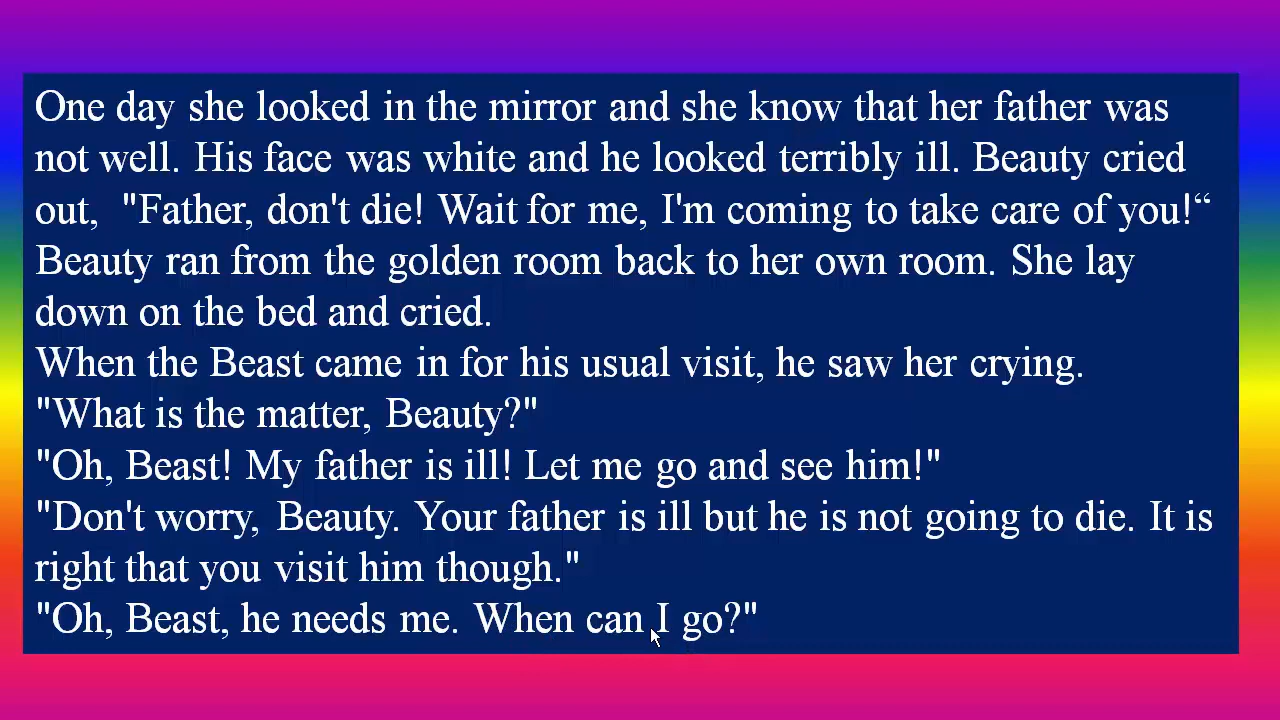 One day she looked in the mirror and she know that her father was
not well. His face was white and he looked terribly ill. Beauty cried
out,  "Father, don't die! Wait for me, I'm coming to take care of you!“
Beauty ran from the golden room back to her own room. She lay
down on the bed and cried.
When the Beast came in for his usual visit, he saw her crying.
"What is the matter, Beauty?"
"Oh, Beast! My father is ill! Let me go and see him!"
"Don't worry, Beauty. Your father is ill but he is not going to die. It is
right that you visit him though."
"Oh, Beast, he needs me. When can I go?"